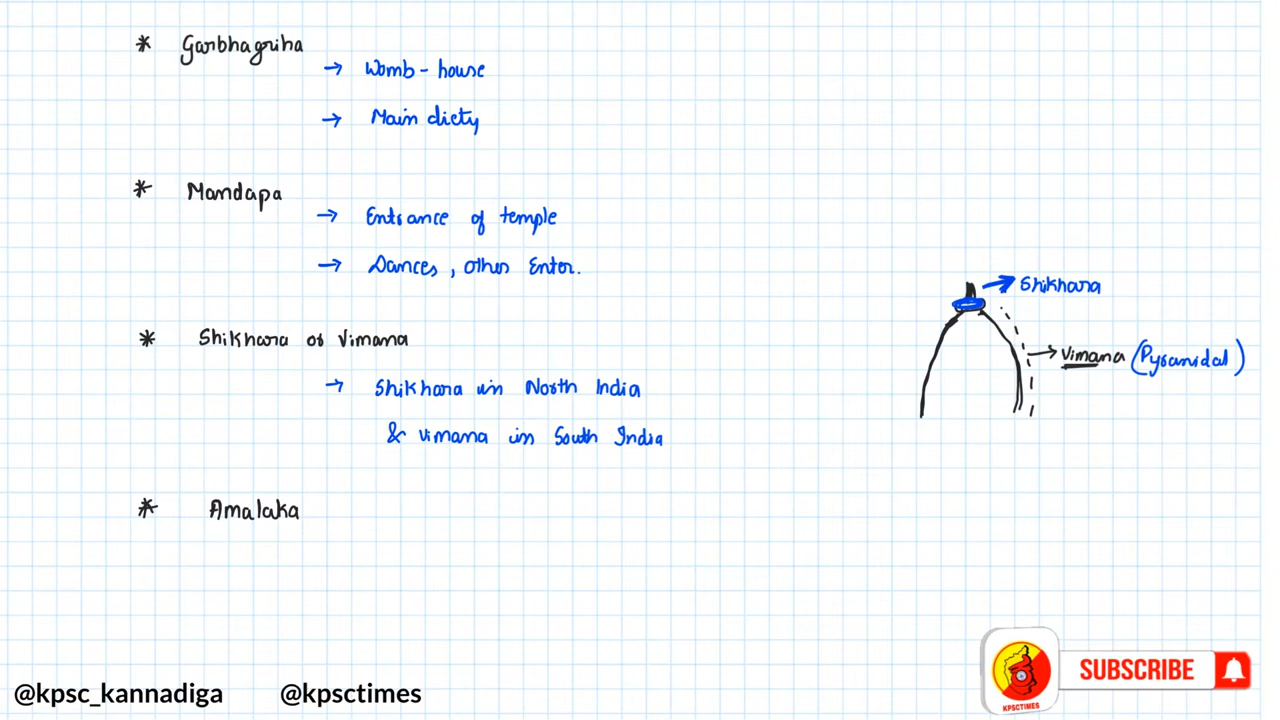 * Garbhagriha
→ Womb - house
→ Main diety
* Mandapa
→ Entrance of temple
→ Dances, other Enter.
* Shikhara or Vimana
→ Shikhara in North India
& Vimana in South India
* Amalaka
→ Shikhara
→ Vimana (Pyramidal)
@kpsc_kannadiga @kpsctimes
KPSCTIMES
SUBSCRIBE